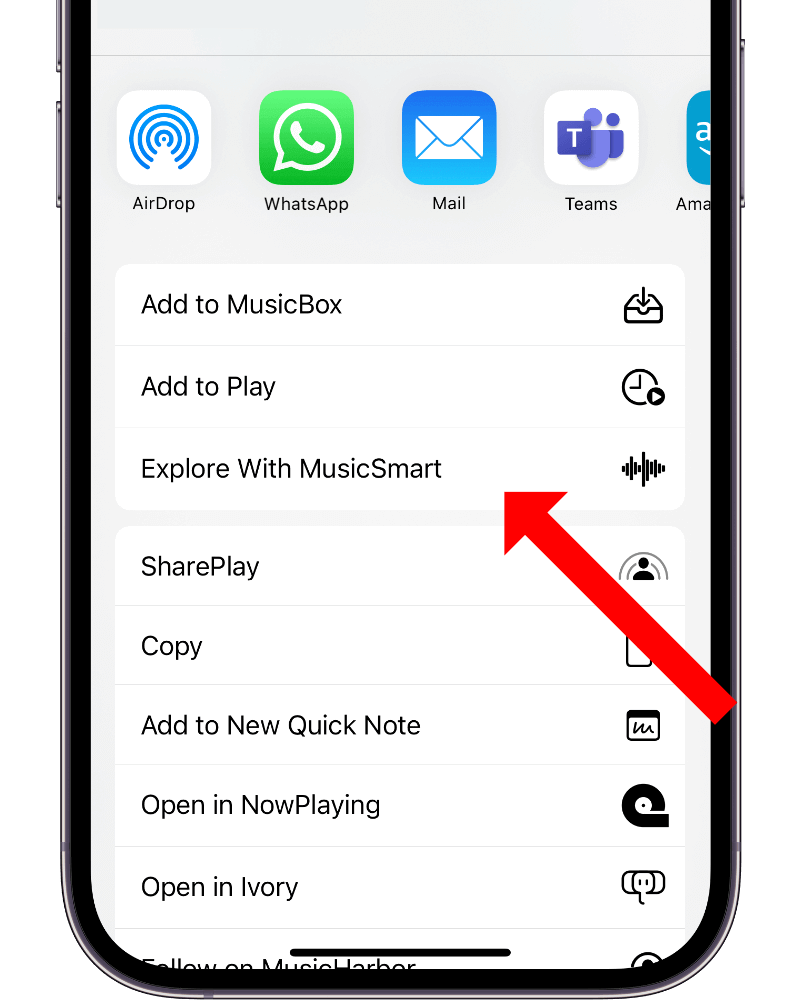 AirDrop
WhatsApp
Mail
T
Teams
a
Ama
Add to MusicBox
Add to Play
Explore With MusicSmart
SharePlay
Copy
Add to New Quick Note
Open in NowPlaying
Open in Ivory
Follow on MusicHarbor